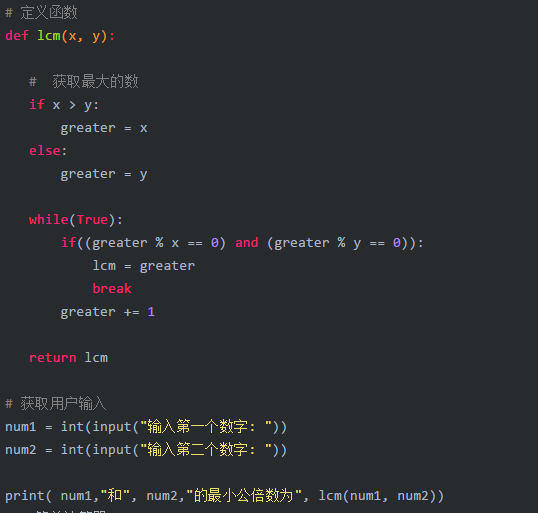 # 定义函数
def lcm(x, y):
#  获取最大的数
if x > y:
greater = x
else:
greater = y
while(True):
if((greater % x == 0) and (greater % y == 0)):
lcm = greater
break
greater += 1
return lcm
# 获取用户输入
num1 = int(input("输入第一个数字: "))
num2 = int(input("输入第二个数字: "))
print( num1,"和", num2,"的最小公倍数为", lcm(num1, num2))